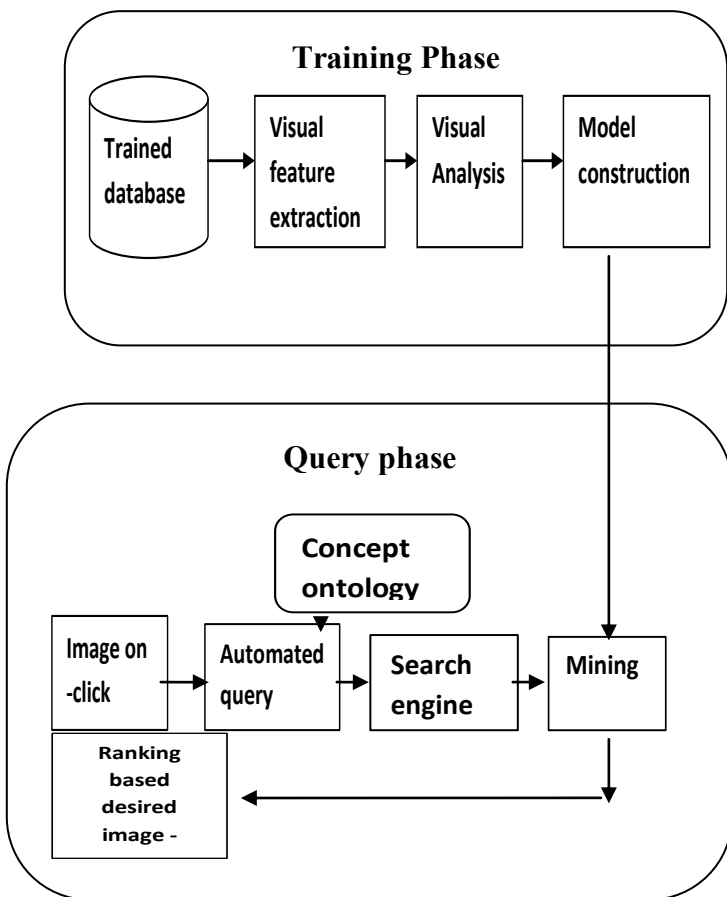 Training Phase
Trained
database
Visual
feature
extraction
Visual
Analysis
Model
construction
Query phase
Concept
ontology
Image on
-click
Automated
query
Search
engine
Mining
Ranking
based
desired
image -